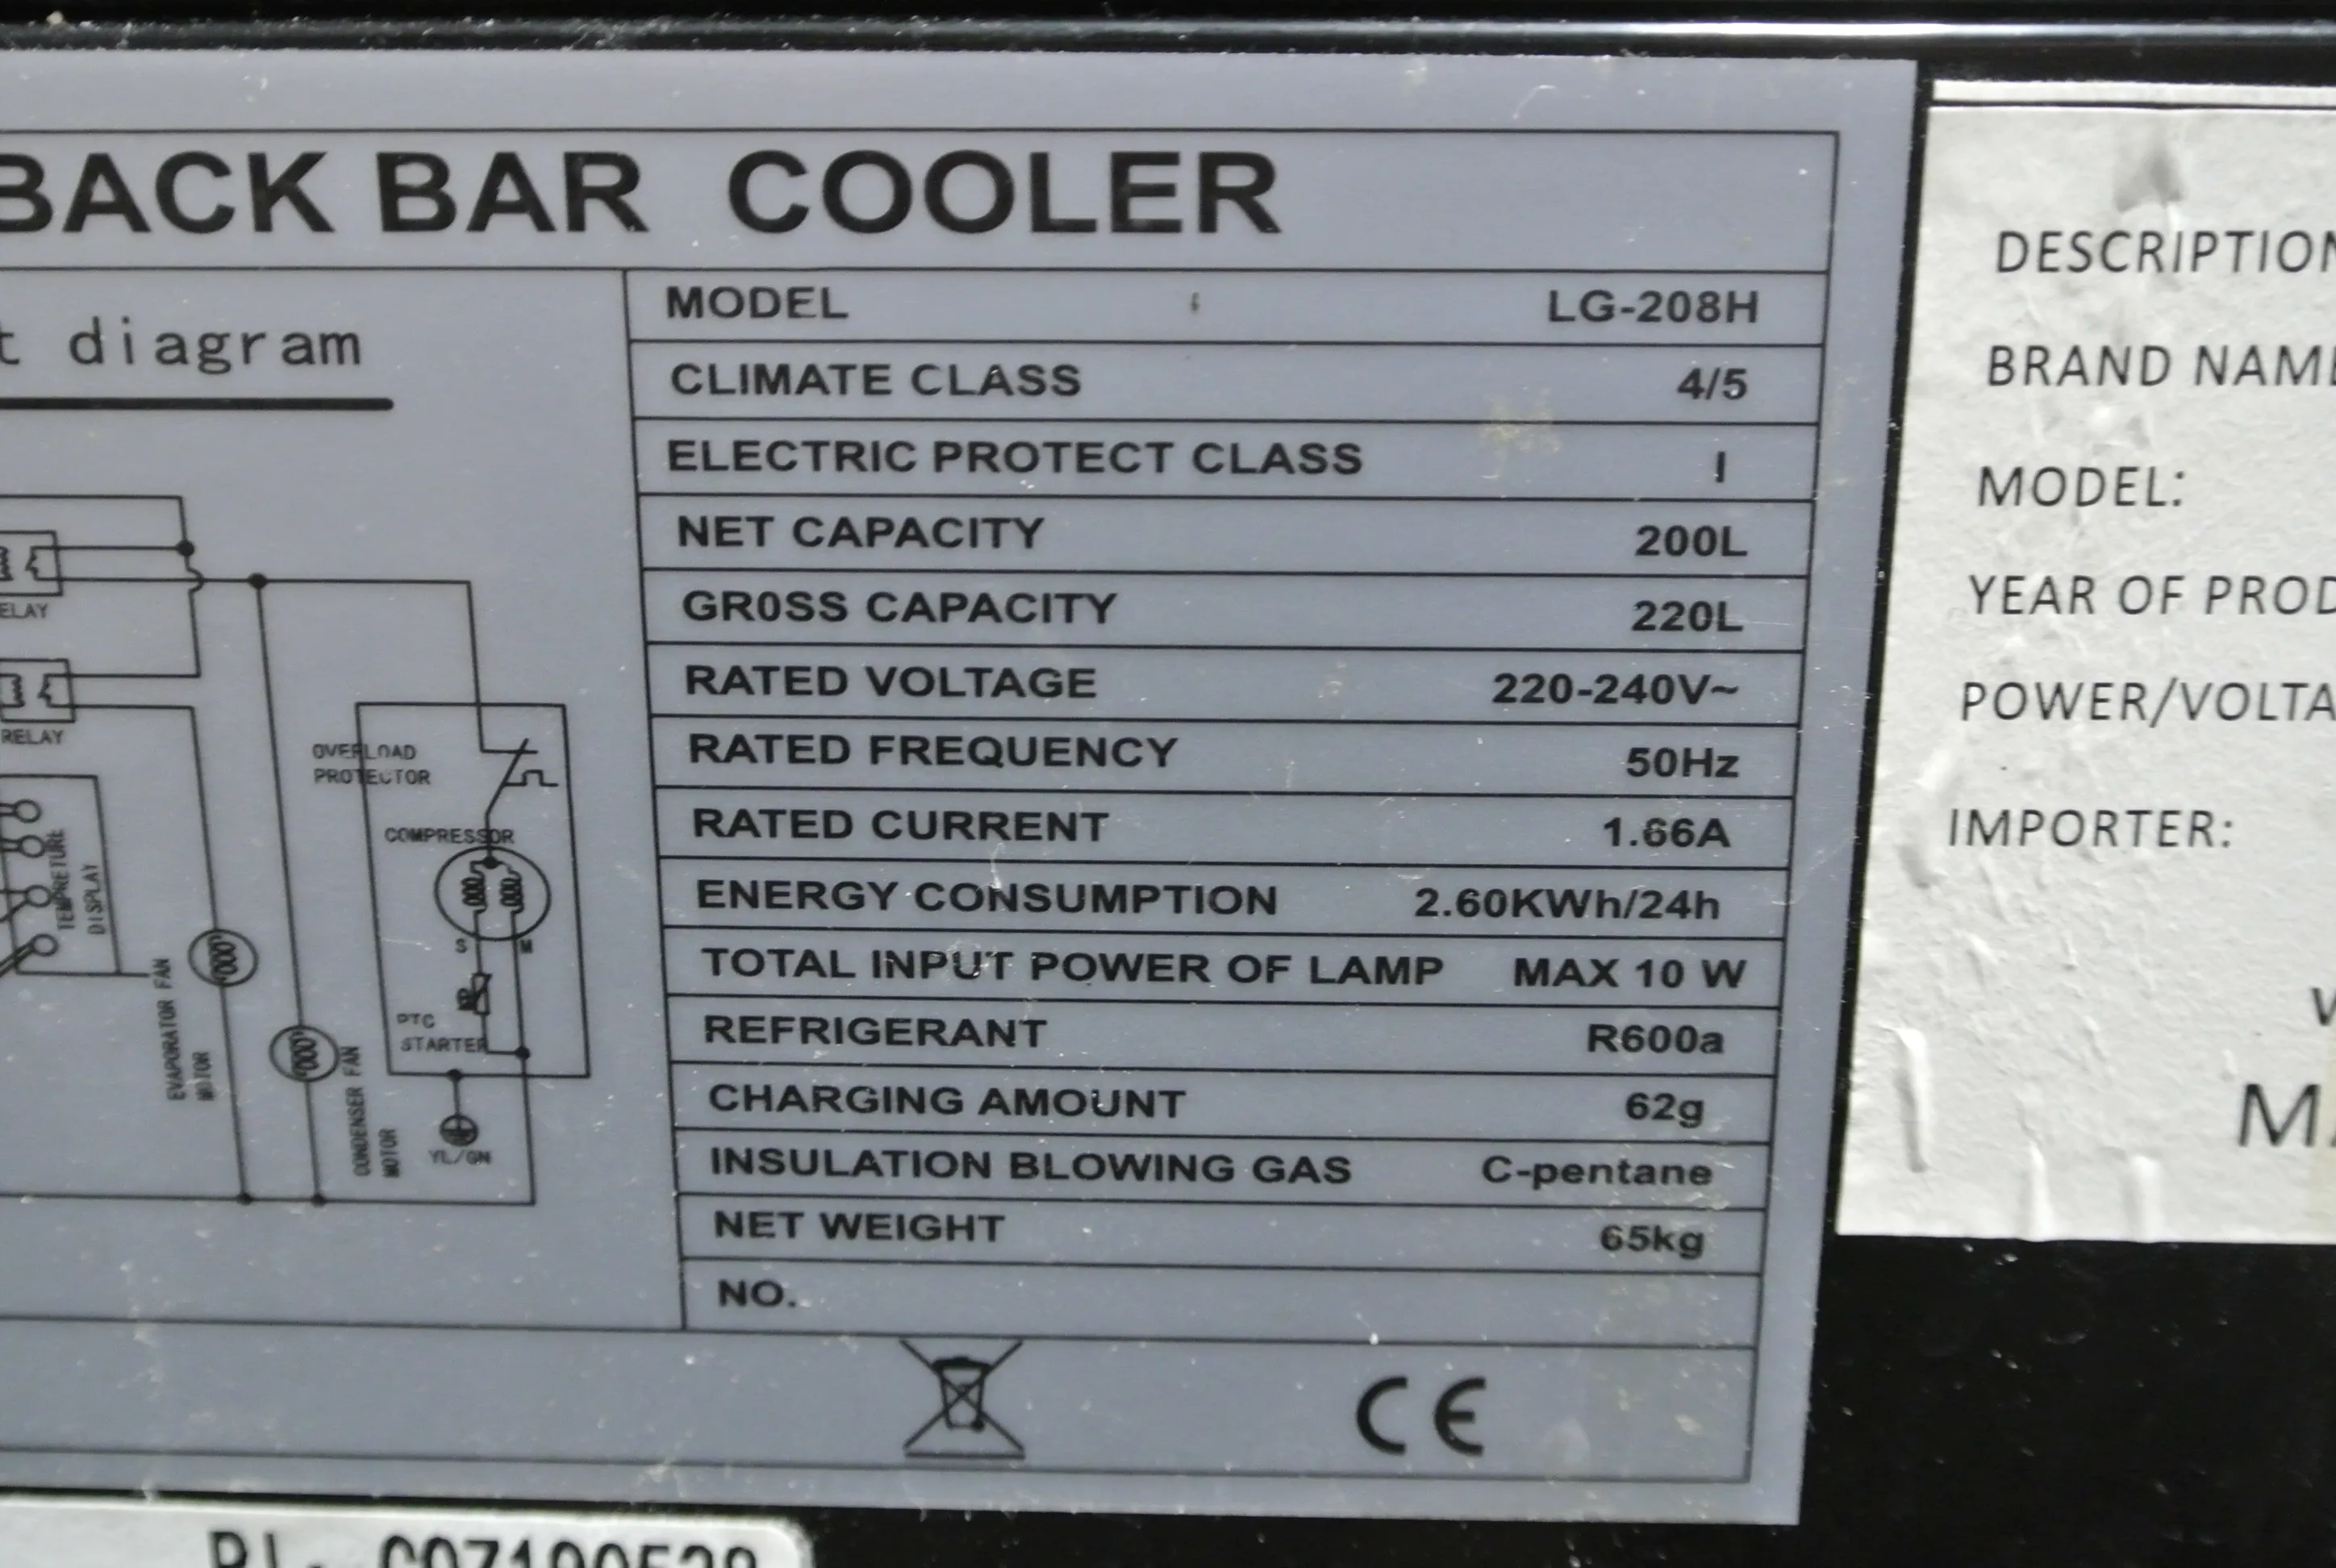 BACK BAR COOLER
t diagram
MODEL LG-208H
CLIMATE CLASS 4/5
ELECTRIC PROTECT CLASS I
NET CAPACITY 200L
GR0SS CAPACITY 220L
RATED VOLTAGE 220-240V~
RATED FREQUENCY 50Hz
RATED CURRENT 1.66A
ENERGY CONSUMPTION 2.60KWh/24h
TOTAL INPUT POWER OF LAMP MAX 10 W
REFRIGERANT R600a
CHARGING AMOUNT 62g
INSULATION BLOWING GAS C-pentane
NET WEIGHT 65kg
NO.
CE
ELAY
RELAY
OVERLOAD
PROTECTOR
COMPRESSOR
S M
PTC
STARTER
YL/GN
TEMPRETURE
DISPLAY
EVAPORATOR FAN
MOTOR
CONDENSER FAN
MOTOR
DESCRIPTION
BRAND NAME
MODEL:
YEAR OF PROD
POWER/VOLTA
IMPORTER: